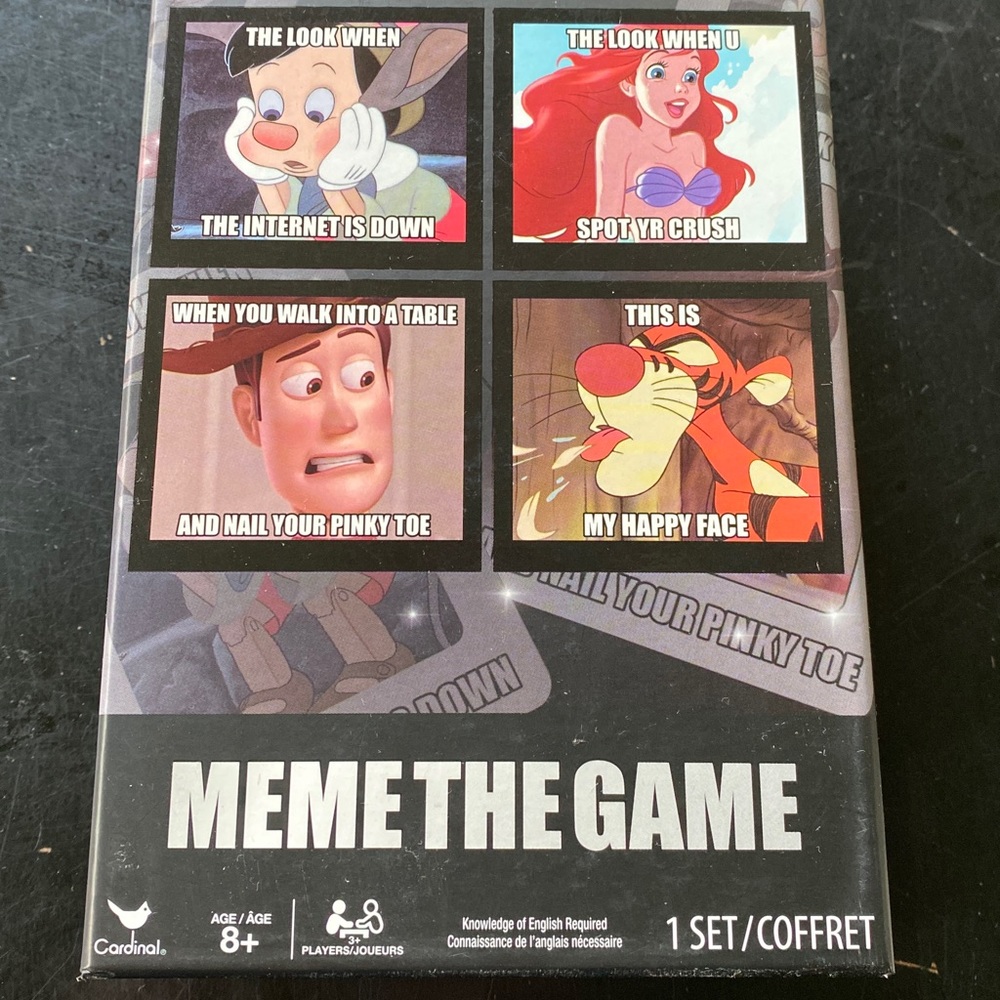 THE LOOK WHEN
THE INTERNET IS DOWN
THE LOOK WHEN U
SPOT YR CRUSH
WHEN YOU WALK INTO A TABLE
AND NAIL YOUR PINKY TOE
THIS IS
MY HAPPY FACE
NAIL YOUR PINKY TOE
DOWN
MEME THE GAME
Cardinal®
AGE / ÂGE
8+
3+
PLAYERS/JOUEURS
Knowledge of English Required
Connaissance de l'anglais nécessaire
1 SET/COFFRET